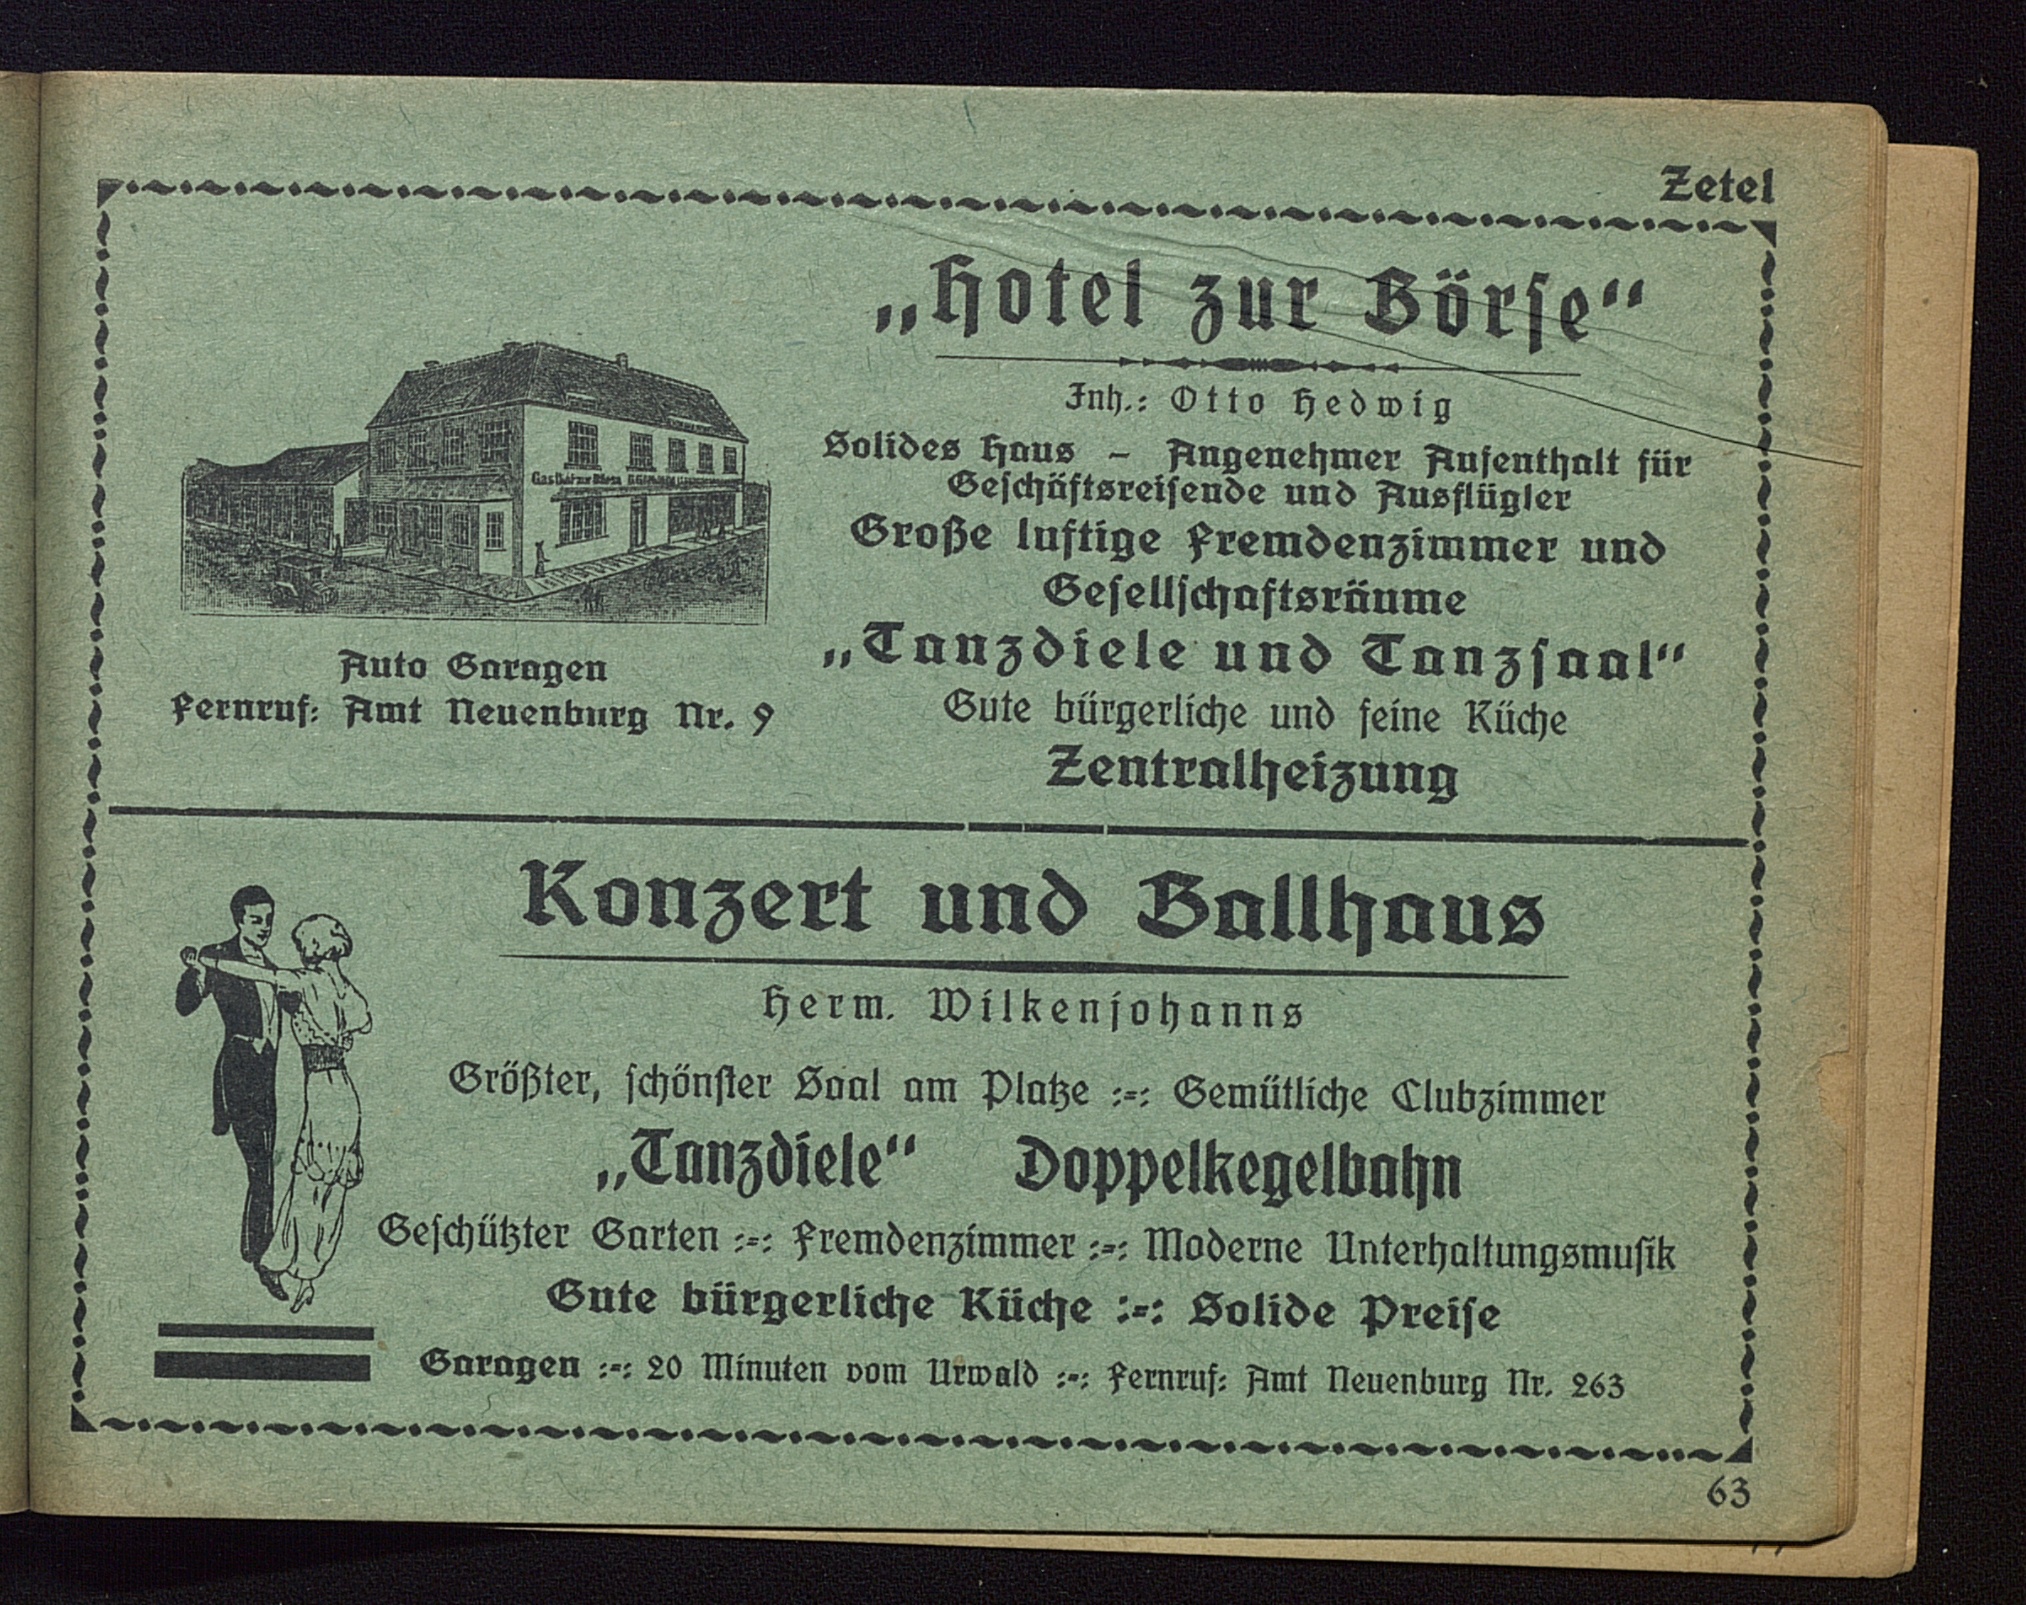 Zetel
„Hotel zur Börse“
Inh.: Otto Hedwig
Solides Haus – Angenehmer Aufenthalt für
Geschäftsreisende und Ausflügler
Große luftige Fremdenzimmer und
Gesellschaftsräume
„Tanzdiele und Tanzsaal“
Gute bürgerliche und feine Küche
Zentralheizung
Auto Garagen
Fernruf: Amt Neuenburg Nr. 9
Konzert und Ballhaus
Herm. Wilkenjohanns
Größter, schönster Saal am Platze :-: Gemütliche Clubzimmer
„Tanzdiele“ Doppelkegelbahn
Geschützter Garten :-: Fremdenzimmer :-: Moderne Unterhaltungsmusik
Gute bürgerliche Küche :-: Solide Preise
Garagen :-: 20 Minuten vom Urwald :-: Fernruf: Amt Neuenburg Nr. 263
63